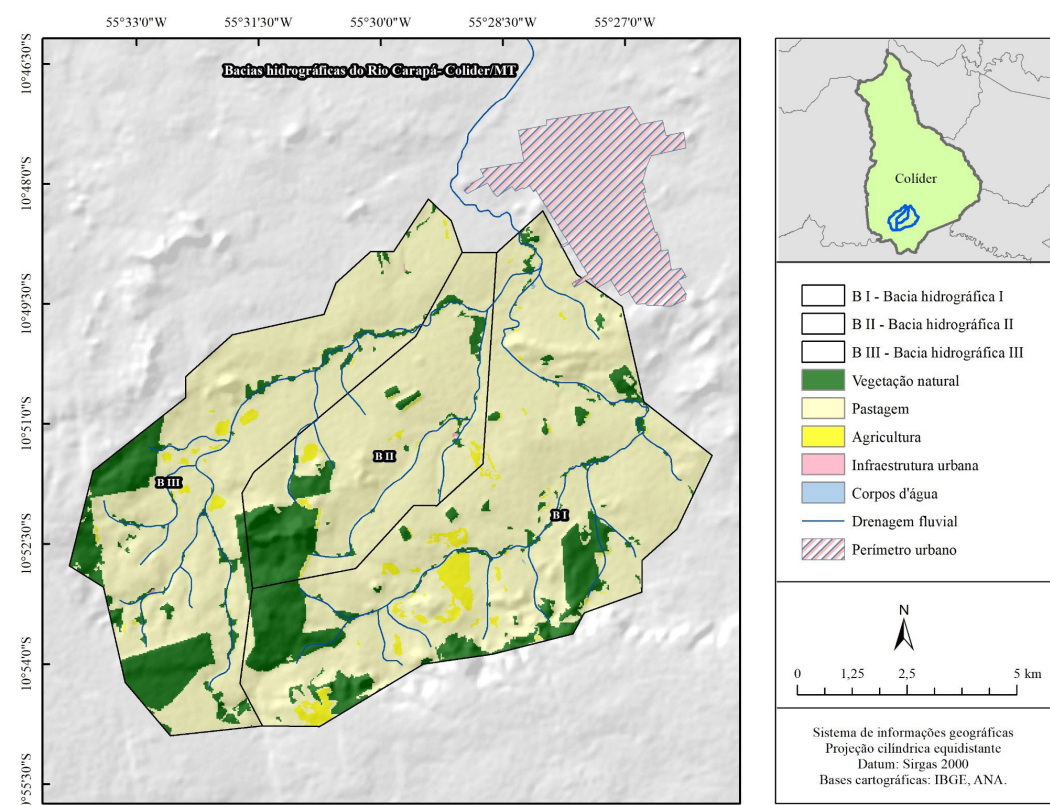 55°33'0"W 55°31'30"W 55°30'0"W 55°28'30"W 55°27'0"W
10°46'30"S
10°48'0"S
10°49'30"S
10°51'0"S
10°52'30"S
10°54'0"S
°55'30"S
Bacias hidrográficas do Rio Carapá- Colíder/MT
B III
B II
B I
Colíder
B I - Bacia hidrográfica I
B II - Bacia hidrográfica II
B III - Bacia hidrográfica III
Vegetação natural
Pastagem
Agricultura
Infraestrutura urbana
Corpos d'água
Drenagem fluvial
Perímetro urbano
N
0 1,25 2,5 5 km
Sistema de informações geográficas
Projeção cilíndrica equidistante
Datum: Sirgas 2000
Bases cartográficas: IBGE, ANA.